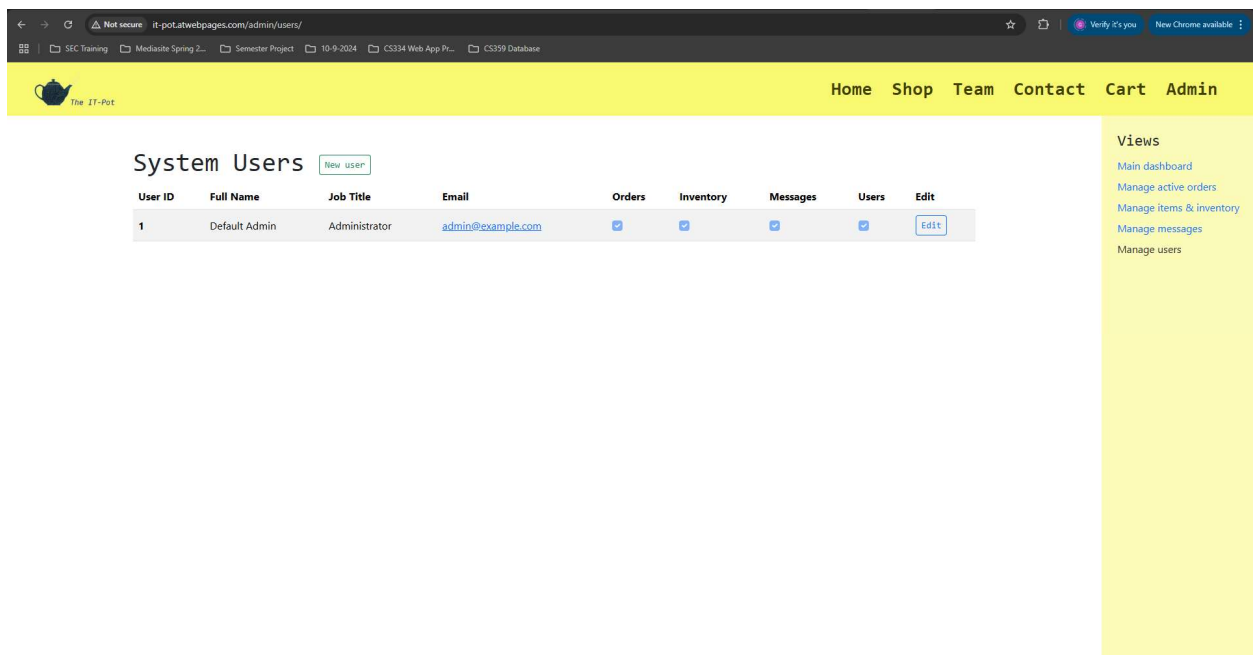 Not secure it-pot.atwebpages.com/admin/users/ Verify it's you New Chrome available
SEC Training Mediasite Spring 2... Semester Project 10-9-2024 CS334 Web App Pr... CS359 Database
The IT-Pot Home Shop Team Contact Cart Admin
System Users New user
User ID Full Name Job Title Email Orders Inventory Messages Users Edit
1 Default Admin Administrator admin@example.com Edit
Views
Main dashboard
Manage active orders
Manage items & inventory
Manage messages
Manage users